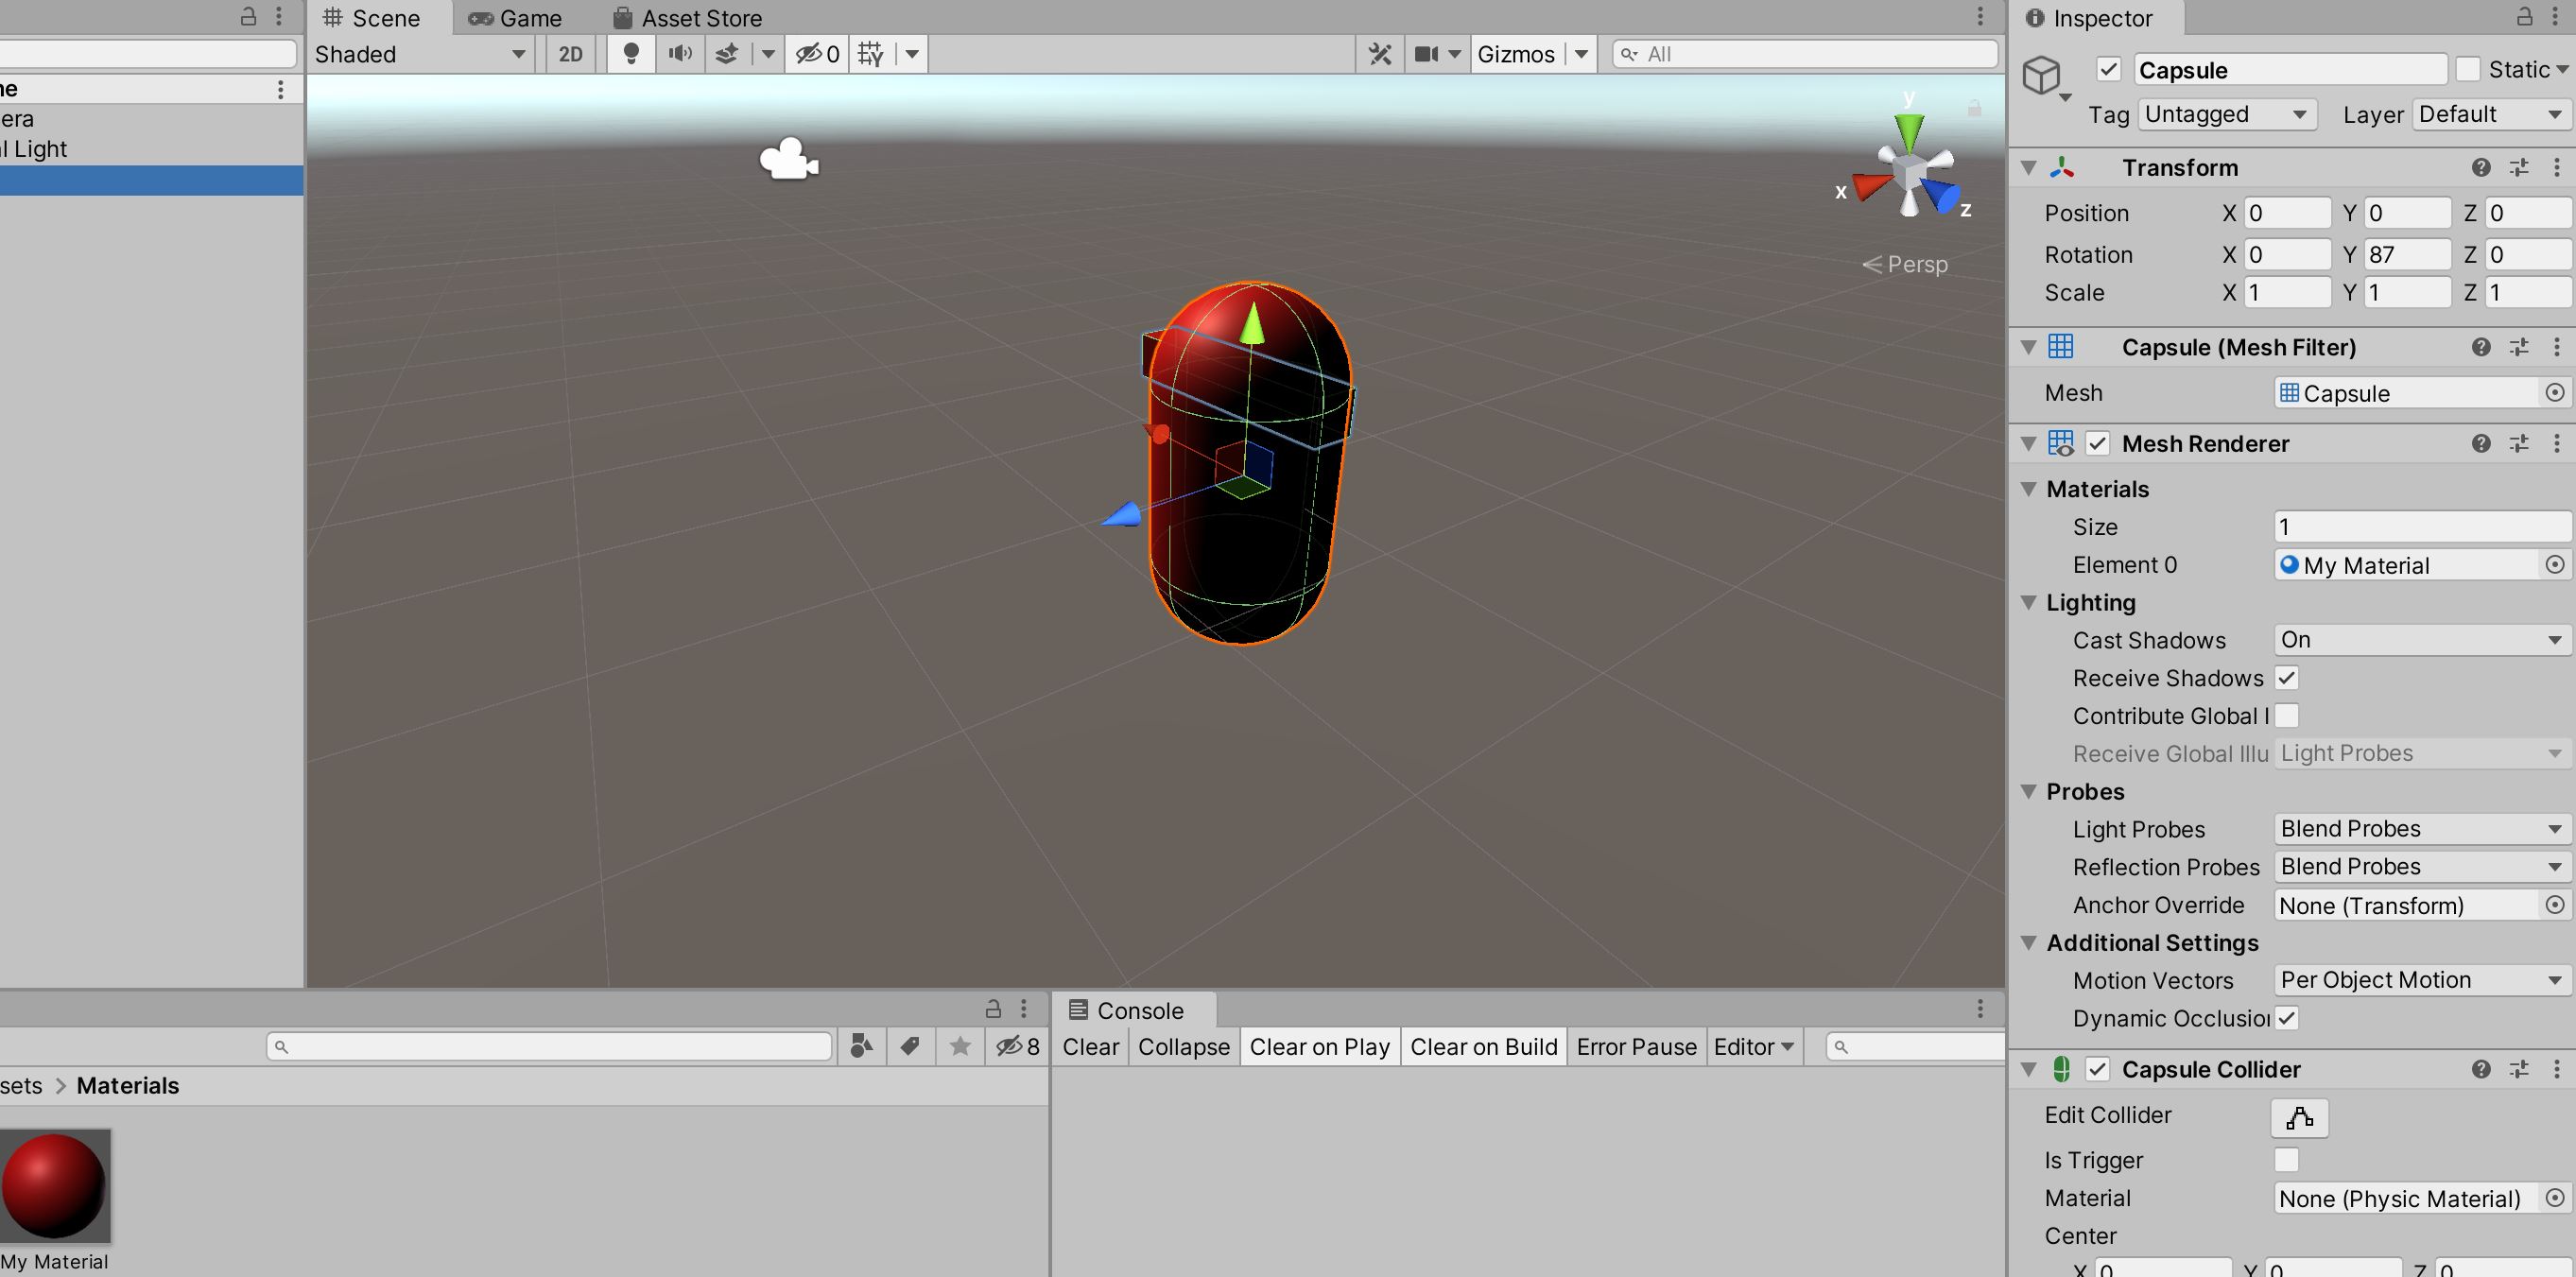 Scene Game Asset Store
Shaded 2D 0 Gizmos All
ne
era
l Light
y
x
z
Persp
Inspector
Capsule Static
Tag Untagged Layer Default
Transform
Position X 0 Y 0 Z 0
Rotation X 0 Y 87 Z 0
Scale X 1 Y 1 Z 1
Capsule (Mesh Filter)
Mesh Capsule
Mesh Renderer
Materials
Size 1
Element 0 My Material
Lighting
Cast Shadows On
Receive Shadows
Contribute Global I
Receive Global Illu Light Probes
Probes
Light Probes Blend Probes
Reflection Probes Blend Probes
Anchor Override None (Transform)
Additional Settings
Motion Vectors Per Object Motion
Dynamic Occlusio
Capsule Collider
Edit Collider
Is Trigger
Material None (Physic Material)
Center
X 0 Y 0 Z 0
8
sets > Materials
My Material
Console
Clear Collapse Clear on Play Clear on Build Error Pause Editor